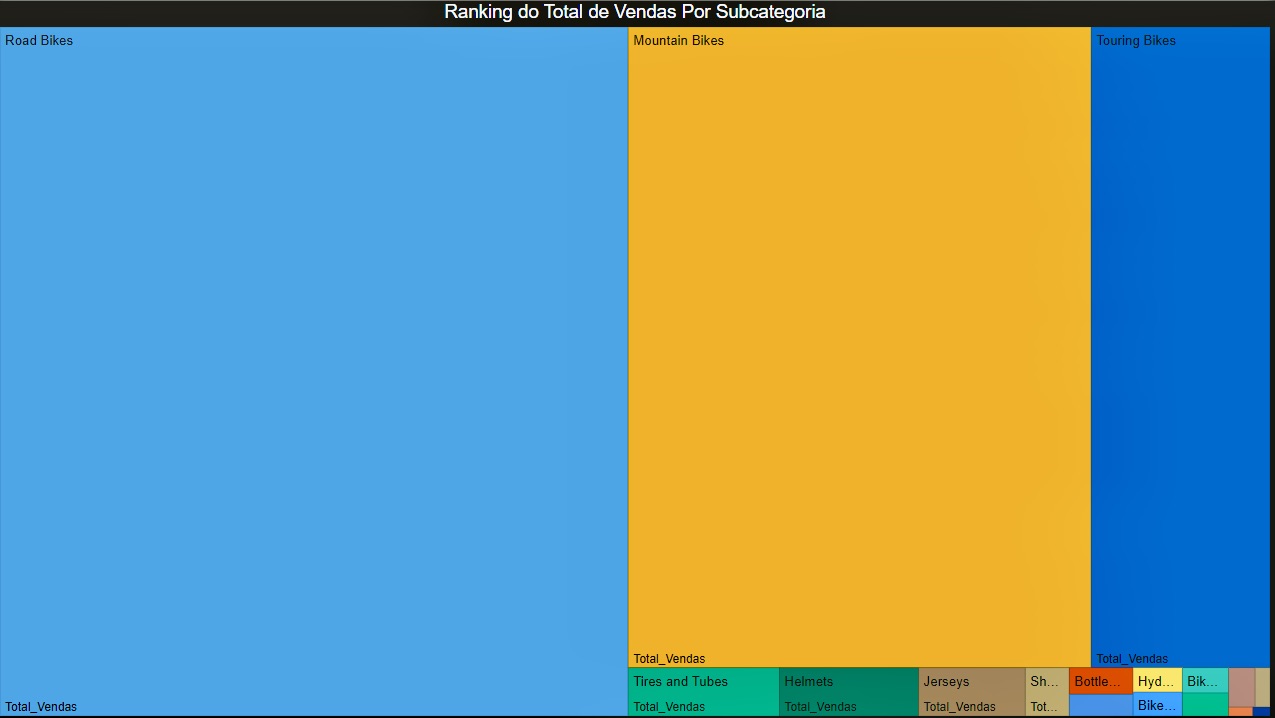 Ranking do Total de Vendas Por Subcategoria
Road Bikes
Mountain Bikes
Touring Bikes
Total_Vendas
Total_Vendas
Tires and Tubes
Helmets
Jerseys
Sh...
Bottle...
Hyd...
Bik...
Total_Vendas
Total_Vendas
Total_Vendas
Total_Vendas
Tot...
Bike...